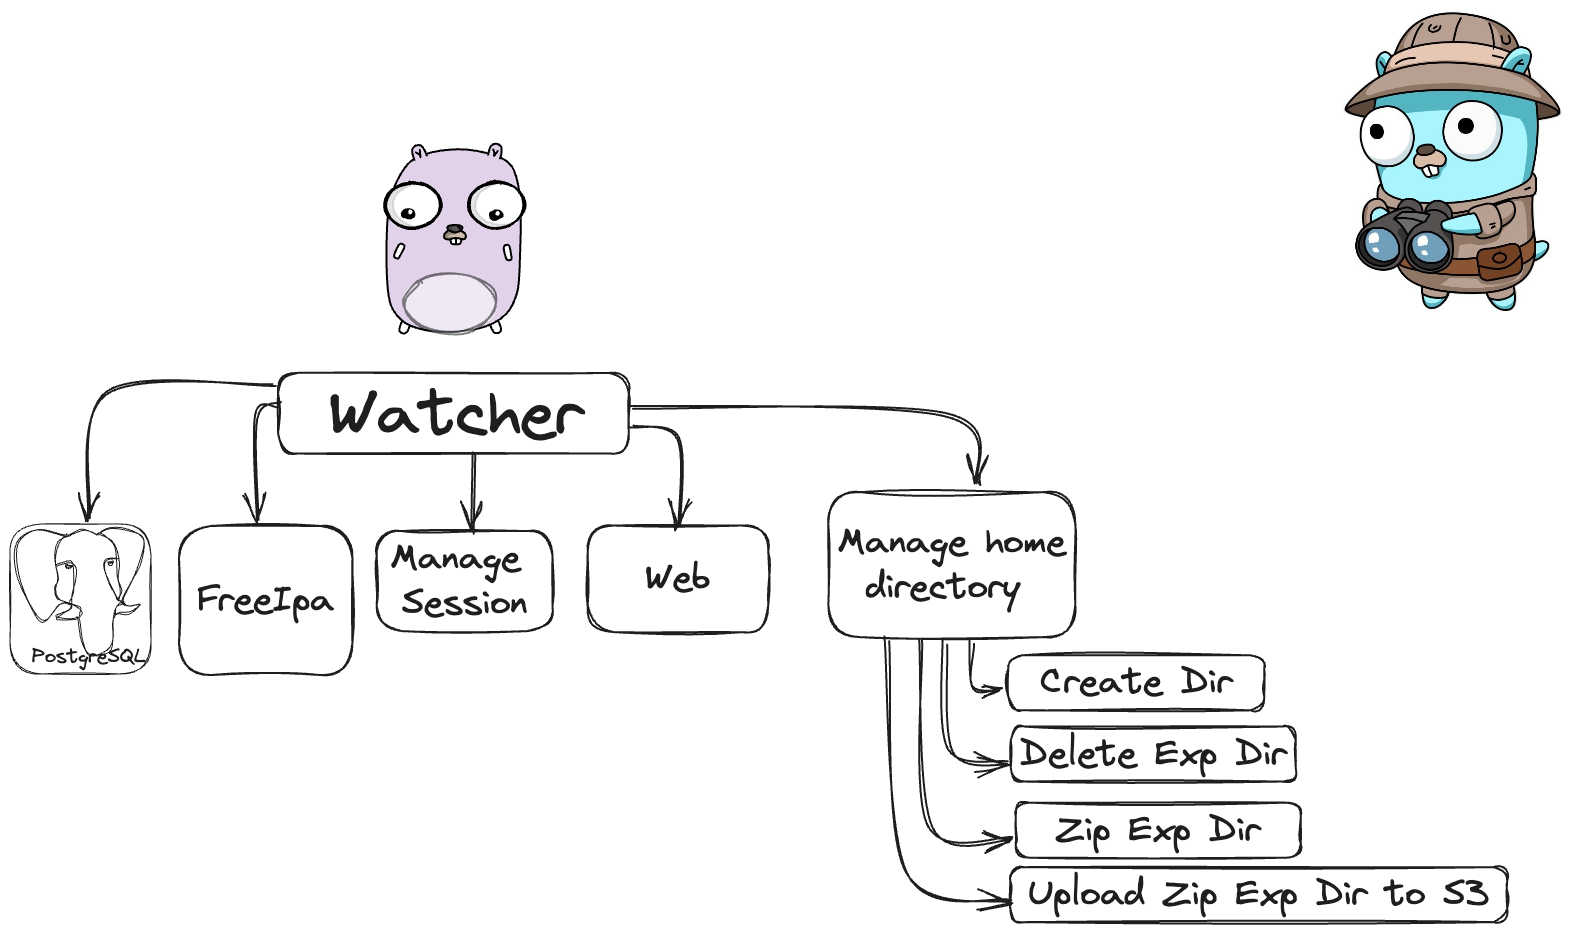 Watcher
PostgreSQL
FreeIpa
Manage
Session
Web
Manage home
directory
Create Dir
Delete Exp Dir
Zip Exp Dir
Upload Zip Exp Dir to S3